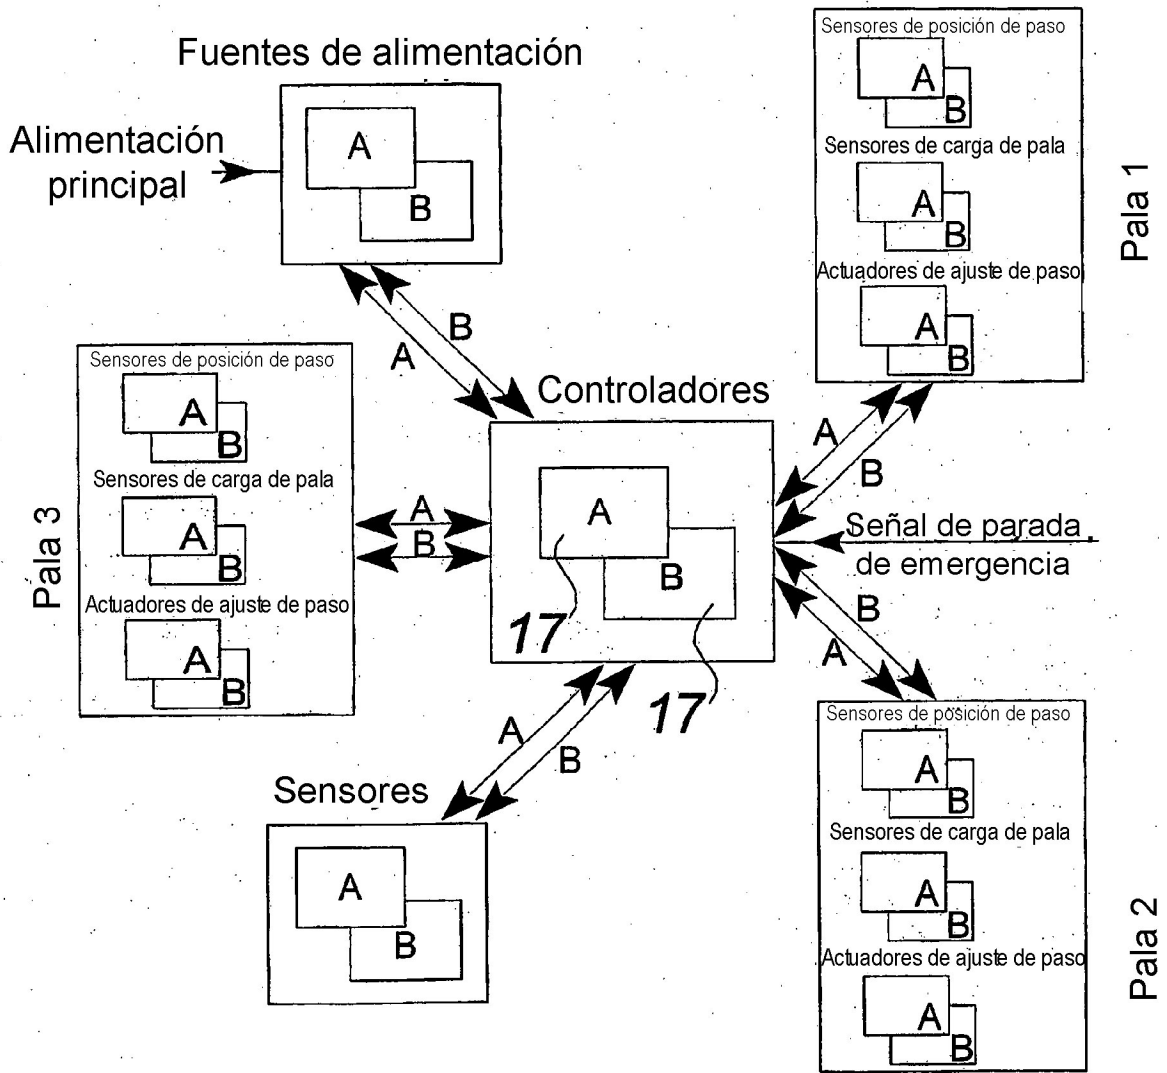 Fuentes de alimentación
A
B
Alimentación
principal
B
A
Sensores de posición de paso
A
B
Sensores de carga de pala
A
B
Actuadores de ajuste de paso
A
B
Pala 1
A
B
Sensores de posición de paso
A
B
Sensores de carga de pala
A
B
Actuadores de ajuste de paso
A
B
Pala 3
A
B
Controladores
A
B
17
17
Señal de parada
de emergencia
B
A
A
B
Sensores
A
B
Sensores de posición de paso
A
B
Sensores de carga de pala
A
B
Actuadores de ajuste de paso
A
B
Pala 2